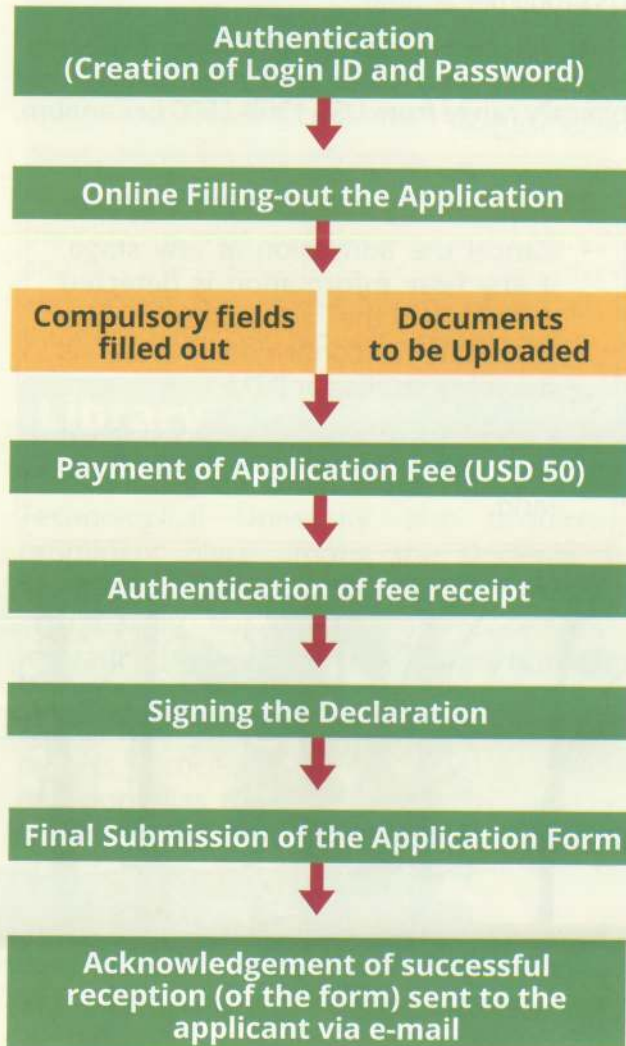 Authentication
(Creation of Login ID and Password)
Online Filling-out the Application
Compulsory fields
filled out
Documents
to be Uploaded
Payment of Application Fee (USD 50)
Authentication of fee receipt
Signing the Declaration
Final Submission of the Application Form
Acknowledgement of successful
reception (of the form) sent to the
applicant via e-mail